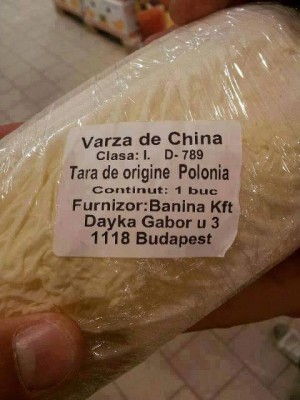 Varza de China
Clasa: I. D-789
Tara de origine Polonia
Continut: 1 buc
Furnizor:Banina Kft
Dayka Gabor u 3
1118 Budapest